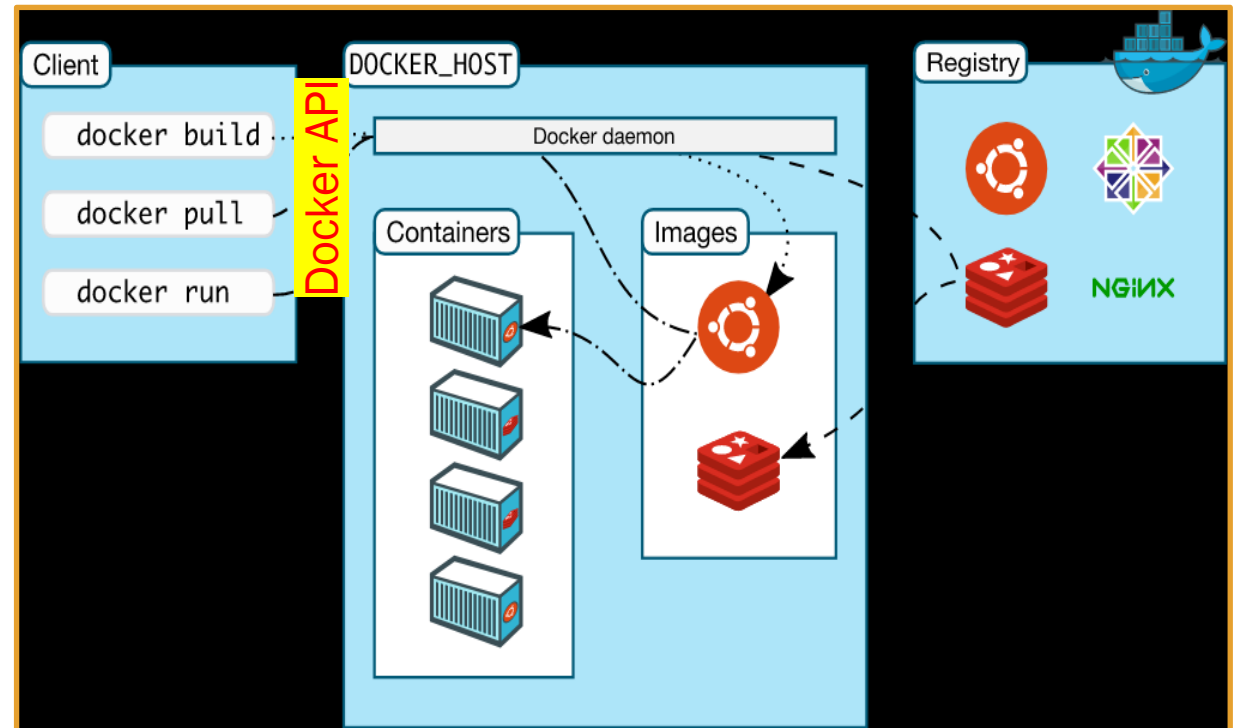 Client
docker build
docker pull
docker run
Docker API
DOCKER_HOST
Docker daemon
Containers
Images
Registry
NGiNX